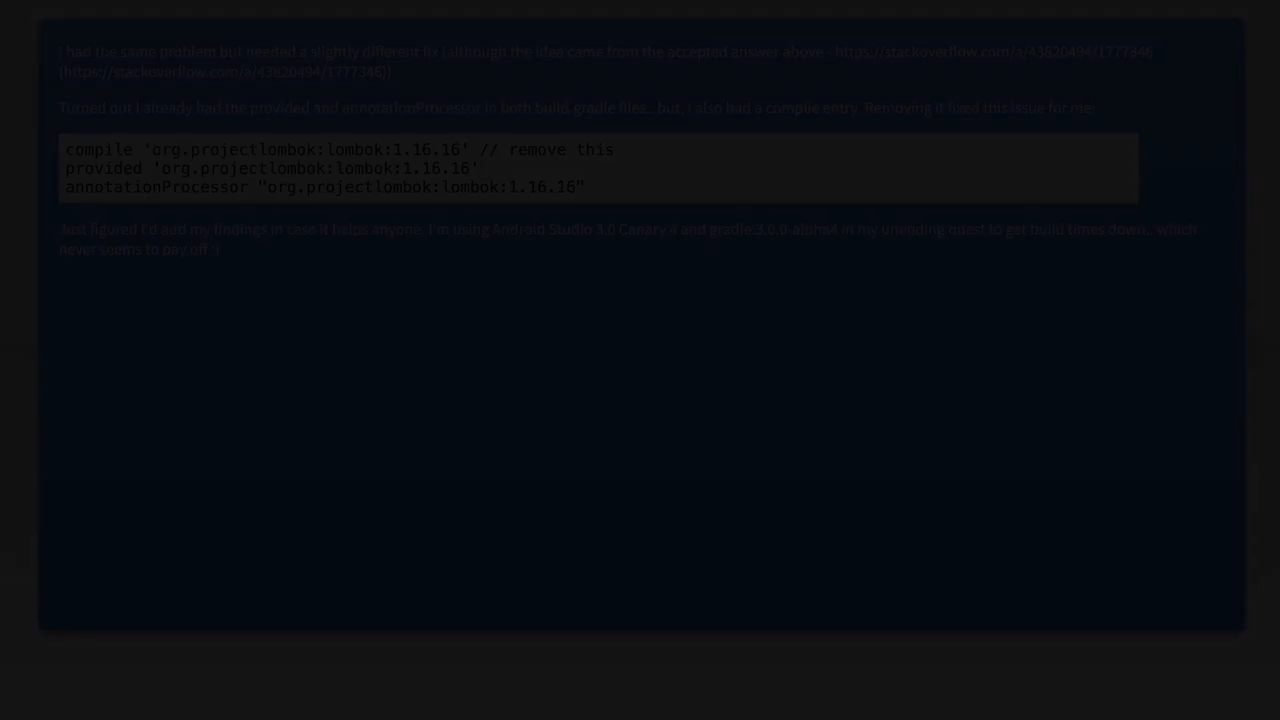 I had the same problem but needed a slightly different fix (although the idea came from the accepted answer above - https://stackoverflow.com/a/43820494/1777346
(https://stackoverflow.com/a/43820494/1777346))
Turned out I already had the provided and annotationProcessor in both build.gradle files.. but, I also had a compile entry. Removing it fixed this issue for me:
compile 'org.projectlombok:lombok:1.16.16' // remove this
provided 'org.projectlombok:lombok:1.16.16'
annotationProcessor "org.projectlombok:lombok:1.16.16"
Just figured I'd add my findings in case it helps anyone. I'm using Android Studio 3.0 Canary 4 and gradle:3.0.0-alpha4 in my unending quest to get build times down.. which
never seems to pay off :)